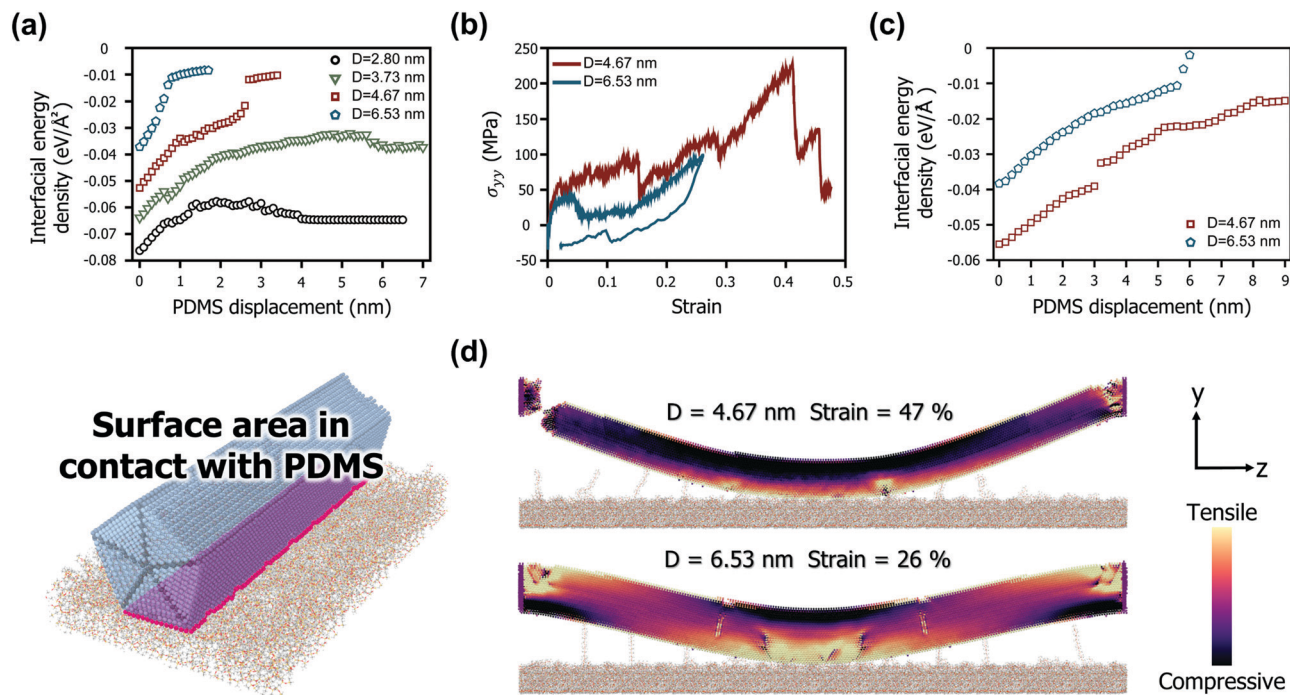 (a)
Interfacial energy
density (eV/Å²)
0
-0.01
-0.02
-0.03
-0.04
-0.05
-0.06
-0.07
-0.08
0 1 2 3 4 5 6 7
PDMS displacement (nm)
D=2.80 nm
D=3.73 nm
D=4.67 nm
D=6.53 nm
(b)
σyy (MPa)
250
200
150
100
50
0
-50
0 0.1 0.2 0.3 0.4 0.5
Strain
D=4.67 nm
D=6.53 nm
(c)
Interfacial energy
density (eV/Å)
0
-0.01
-0.02
-0.03
-0.04
-0.05
-0.06
0 1 2 3 4 5 6 7 8 9
PDMS displacement (nm)
D=4.67 nm
D=6.53 nm
Surface area in
contact with PDMS
(d)
D = 4.67 nm Strain = 47 %
D = 6.53 nm Strain = 26 %
y
z
Tensile
Compressive